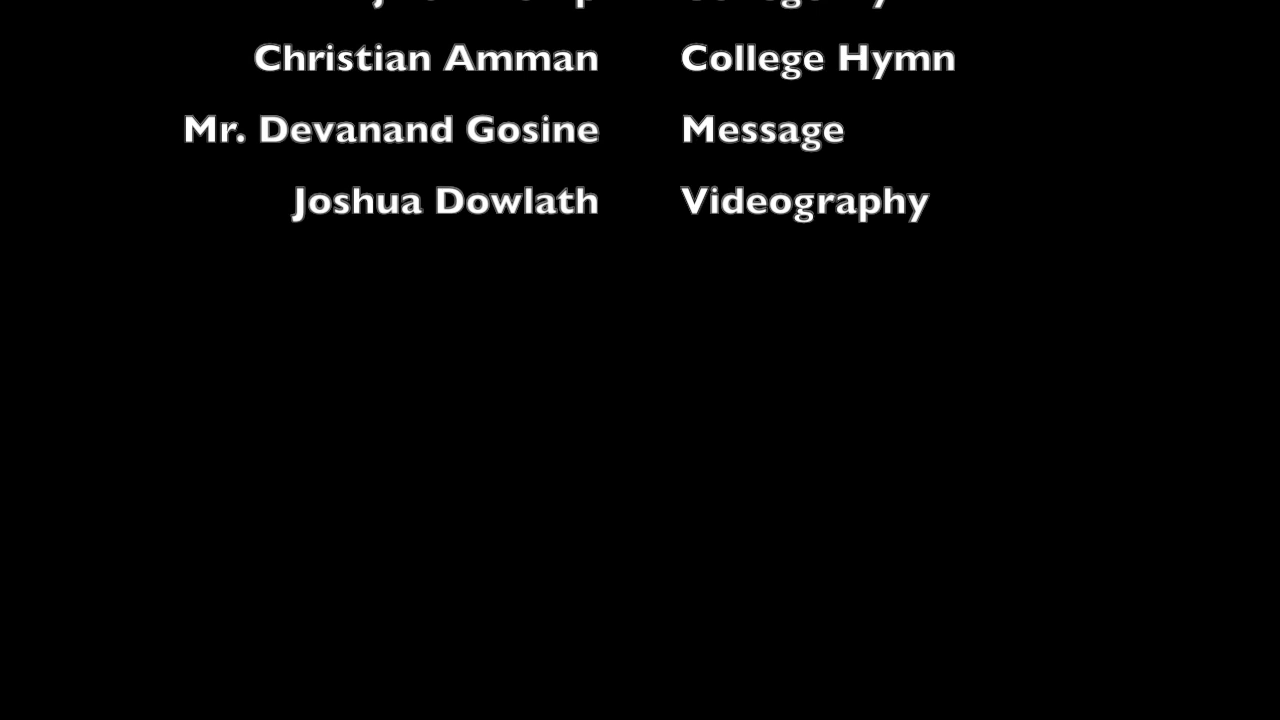 Christian Amman College Hymn
Mr. Devanand Gosine Message
Joshua Dowlath Videography